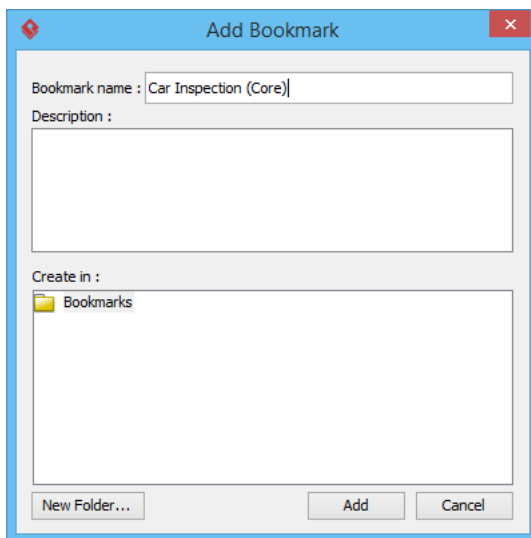 Add Bookmark
Bookmark name : Car Inspection (Core)
Description :
Create in :
Bookmarks
New Folder... Add Cancel